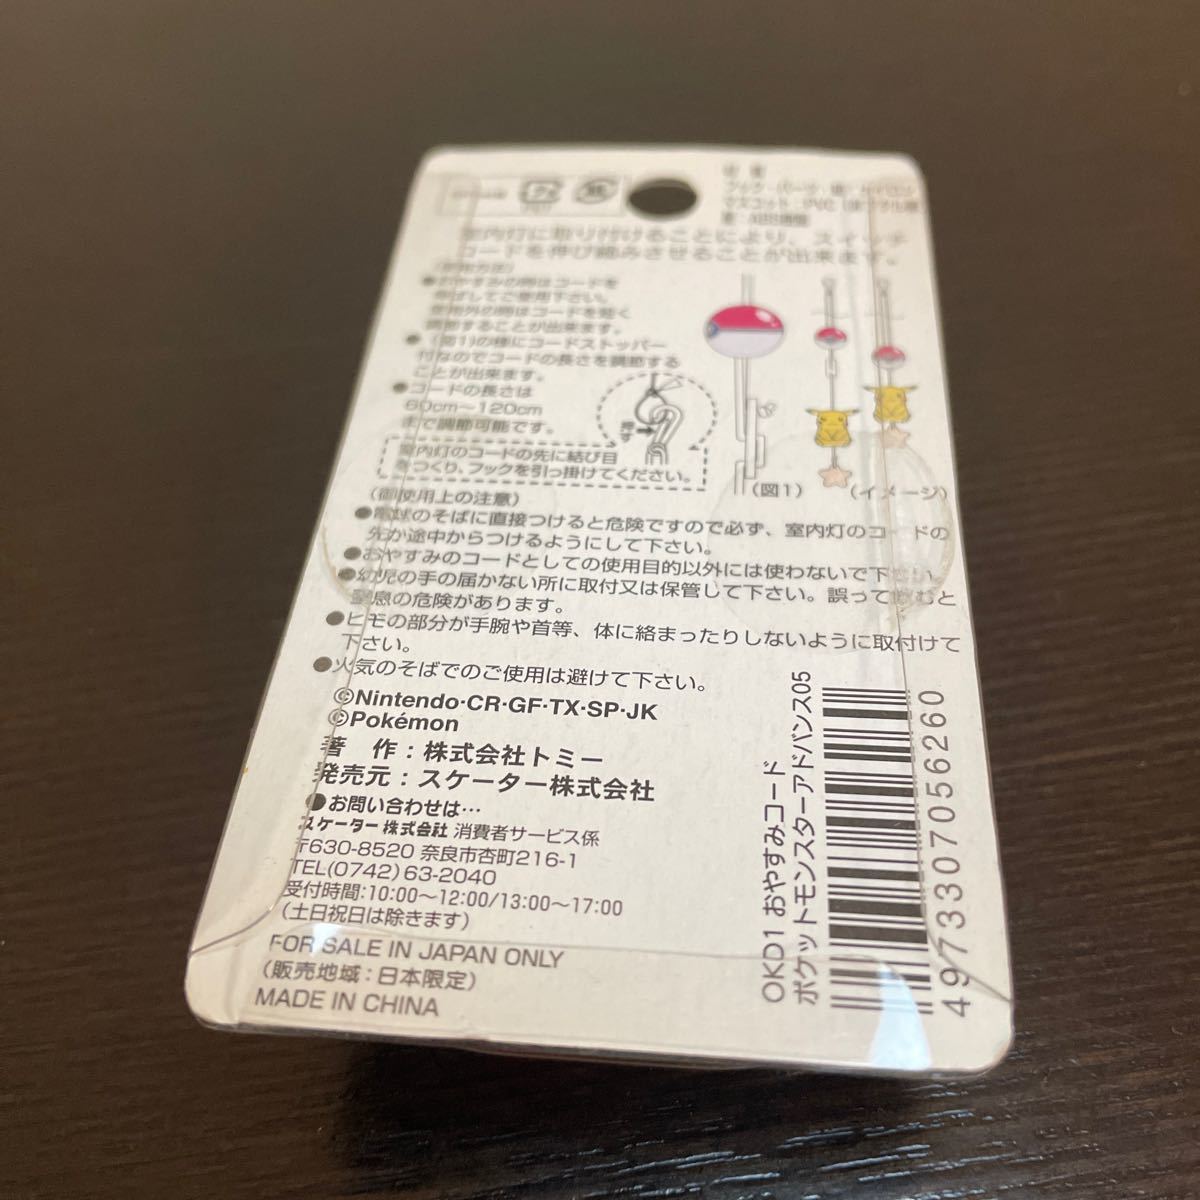 プラ
紙
室内灯に取り付けることにより、スイッチ
コードを伸び縮みさせることが出来ます。
(使用方法)
●おやすみの時はコードを
伸ばしてご使用下さい。
使用外の時はコードを短く
調節することが出来ます。
●(図1)の様にコードストッパー
付なのでコードの長さを調節する
ことが出来ます。
●コードの長さは
60cm〜120cm
まで調節可能です。
押す
室内灯のコードの先に結び目
をつくり、フックを引っ掛けてください。
(図1)
(イメージ)
(御使用上の注意)
●電球のそばに直接つけると危険ですので必ず、室内灯のコードの
先か途中からつけるようにして下さい。
●おやすみのコードとしての使用目的以外には使わないで下さい。
●幼児の手の届かない所に取付又は保管して下さい。誤って飲むと
窒息の危険があります。
●ヒモの部分が手腕や首等、体に絡まったりしないように取付けて
下さい。
●火気のそばでのご使用は避けて下さい。
©Nintendo・CR・GF・TX・SP・JK
©Pokémon
著 作：株式会社トミー
発売元：スケーター株式会社
●お問い合わせは…
スケーター株式会社 消費者サービス係
〒630-8520 奈良市杏町216-1
TEL(0742)63-2040
受付時間:10:00〜12:00/13:00〜17:00
(土日祝日は除きます)
FOR SALE IN JAPAN ONLY
(販売地域：日本限定)
MADE IN CHINA
OKD1 おやすみコード
ポケットモンスターアドバンス05
4973307056260